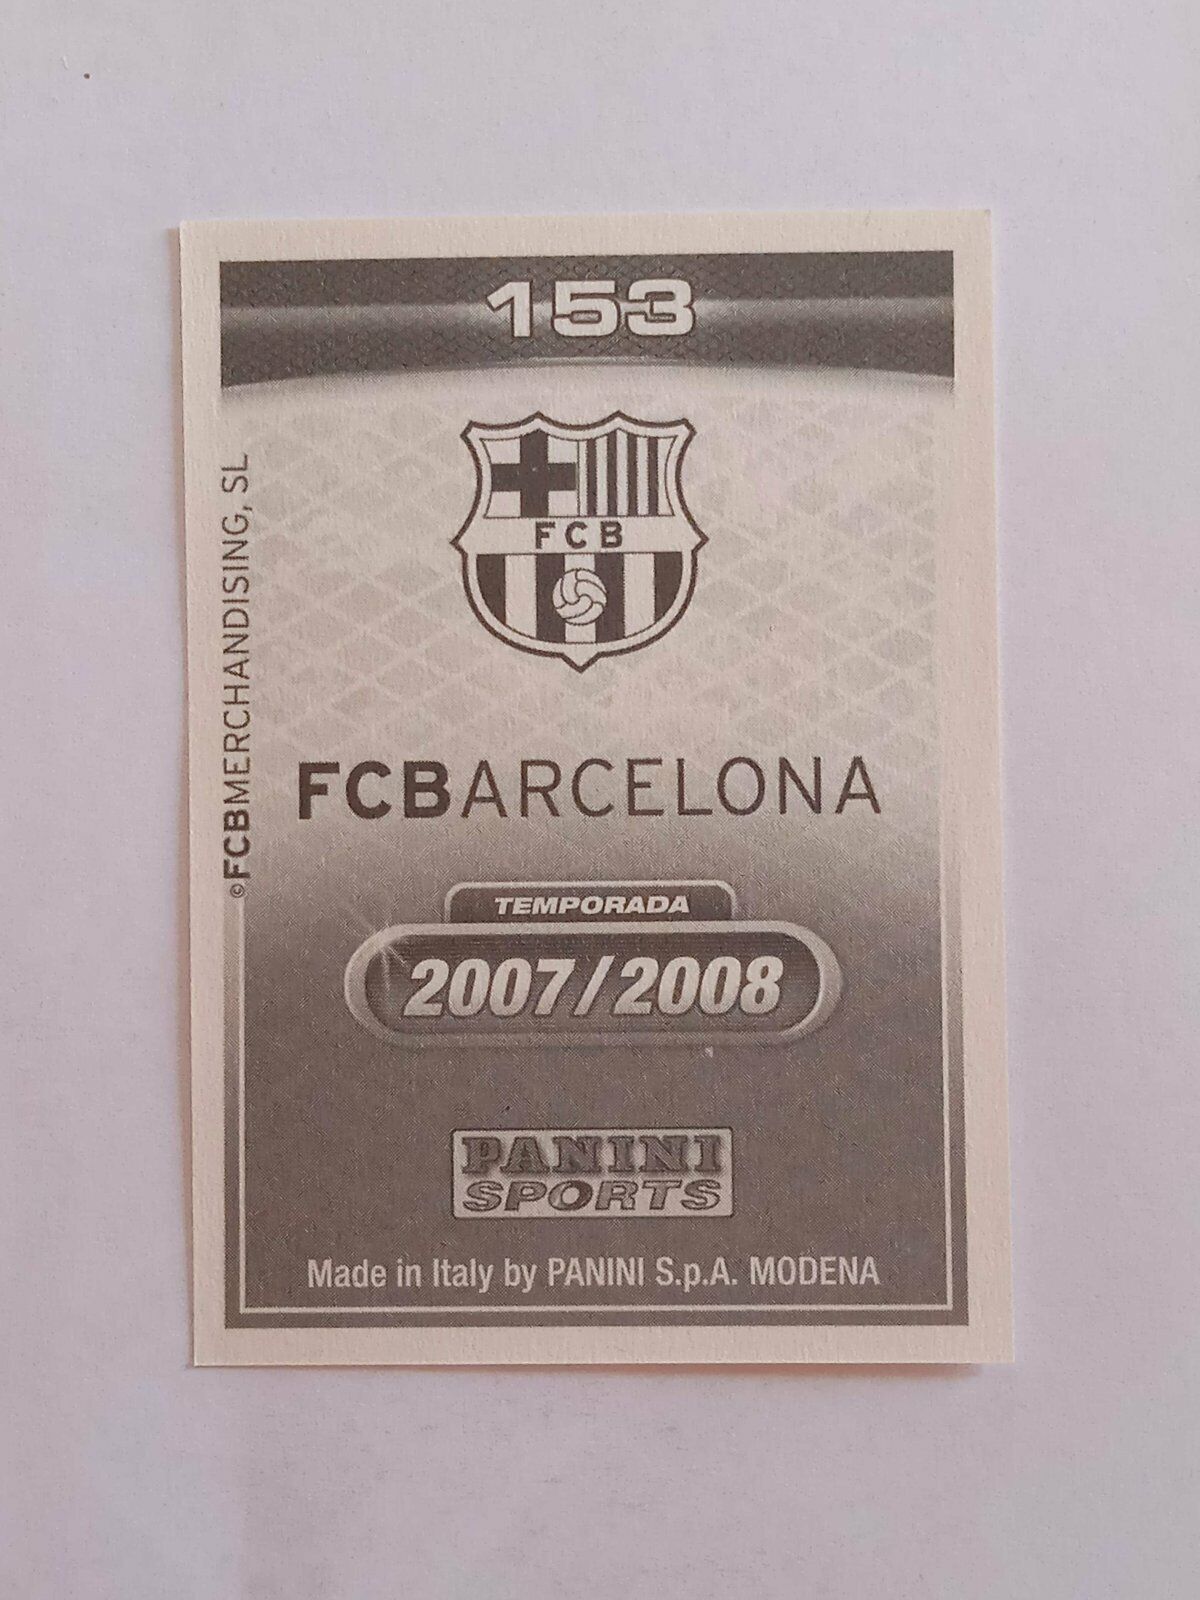 153
FCB
©FCBMERCHANDISING, SL
FCBARCELONA
TEMPORADA
2007/2008
PANINI
SPORTS
Made in Italy by PANINI S.p.A. MODENA